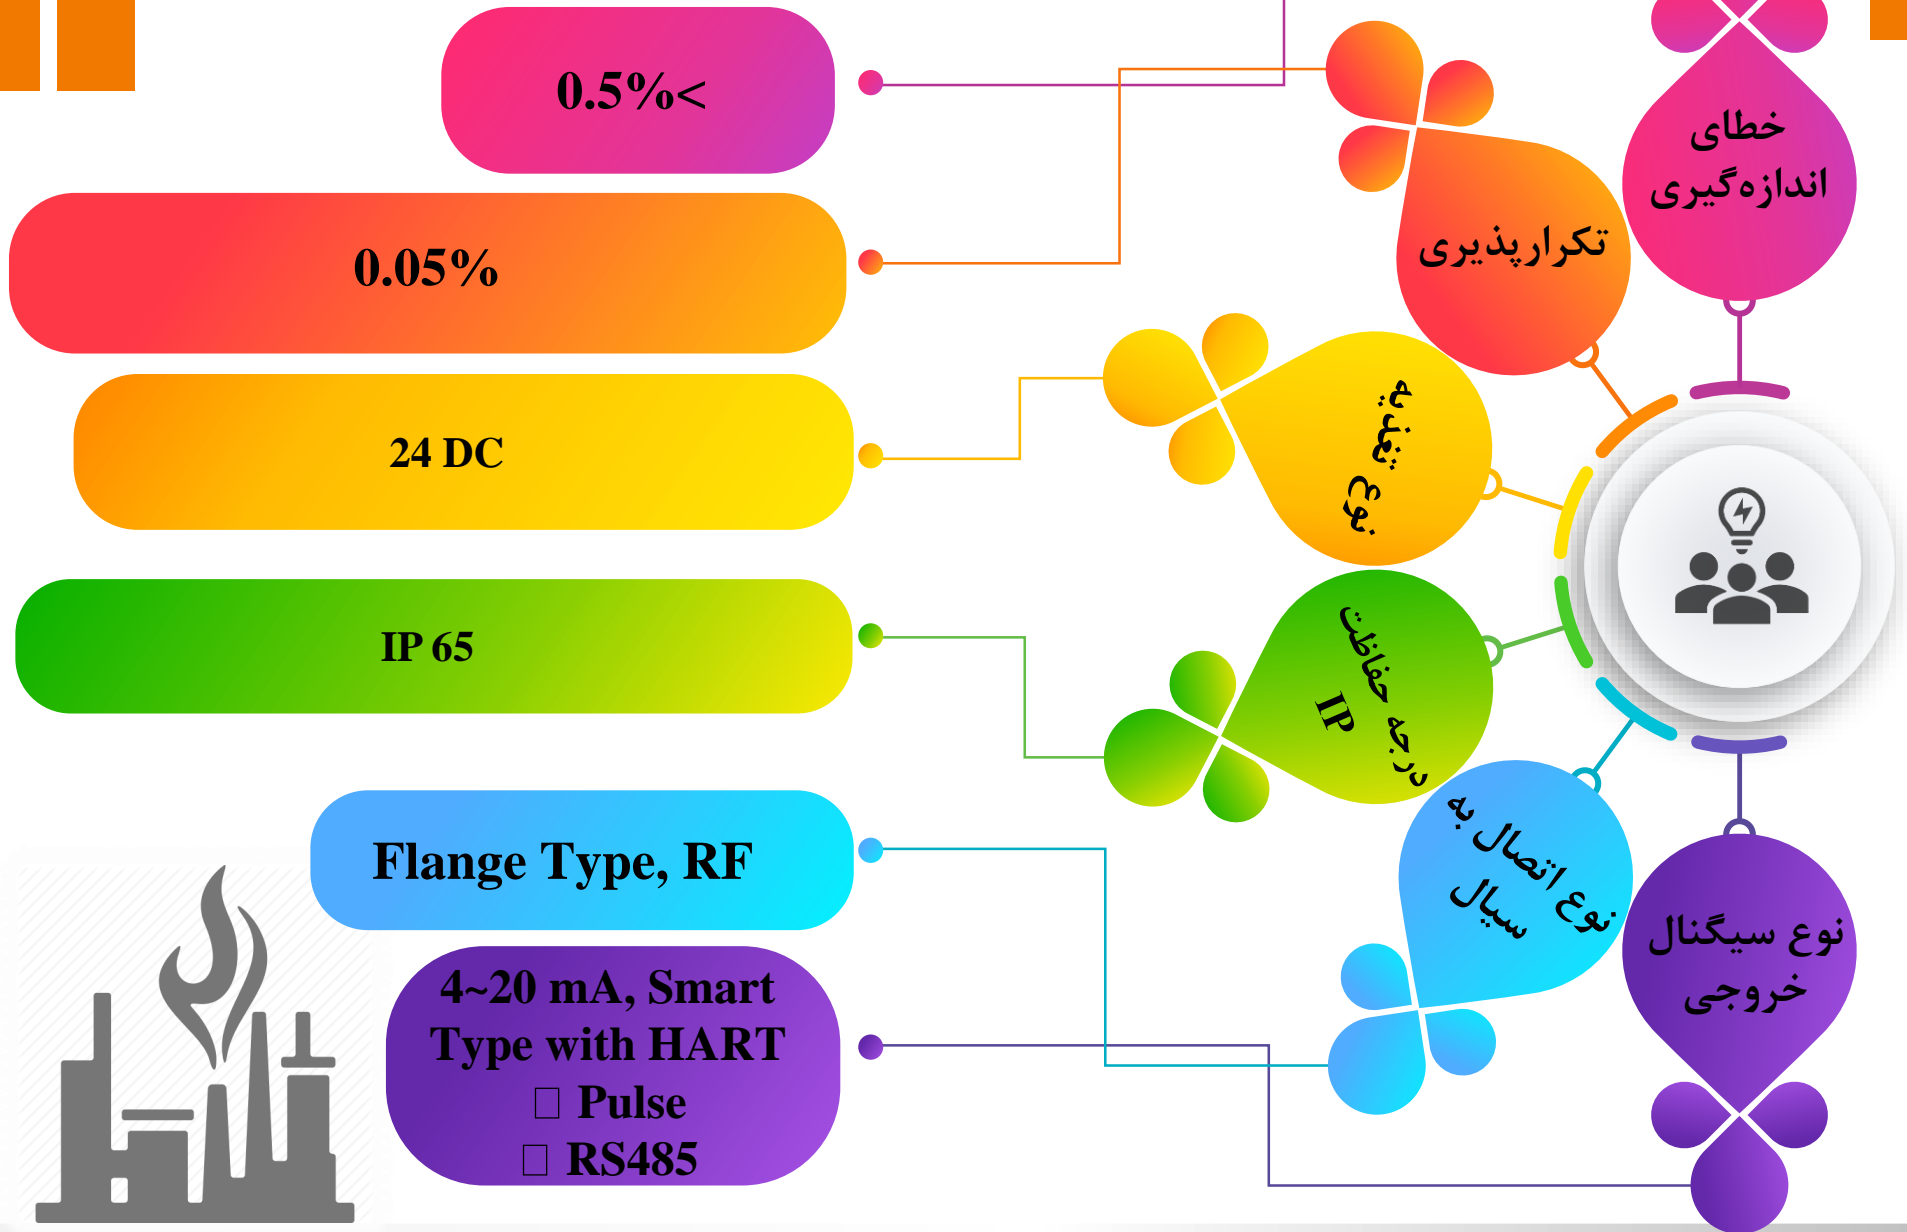 خطای
اندازه‌گیری
0.5%<
تکرارپذیری
0.05%
نوع تغذیه
24 DC
درجه حفاظت
IP
IP 65
نوع اتصال به
سیال
Flange Type, RF
نوع سیگنال
خروجی
4~20 mA, Smart
Type with HART
□ Pulse
□ RS485